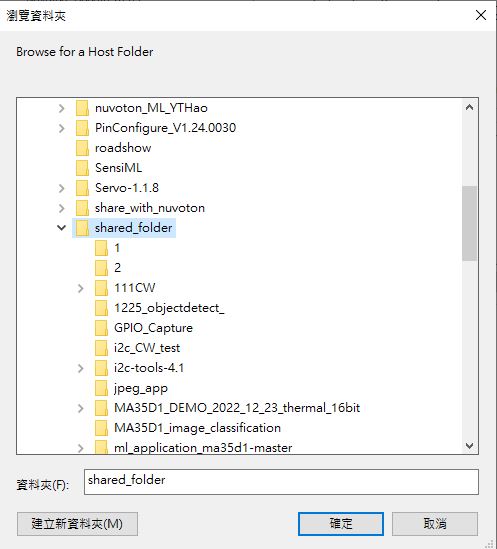 瀏覽資料夾
Browse for a Host Folder
nuvoton_ML_YTHao
PinConfigure_V1.24.0030
roadshow
SensiML
Servo-1.1.8
share_with_nuvoton
shared_folder
1
2
111CW
1225_objectdetect_
GPIO_Capture
i2c_CW_test
i2c-tools-4.1
jpeg_app
MA35D1_DEMO_2022_12_23_thermal_16bit
MA35D1_image_classification
ml_application_ma35d1-master
資料夾(F): shared_folder
建立新資料夾(M) 確定 取消